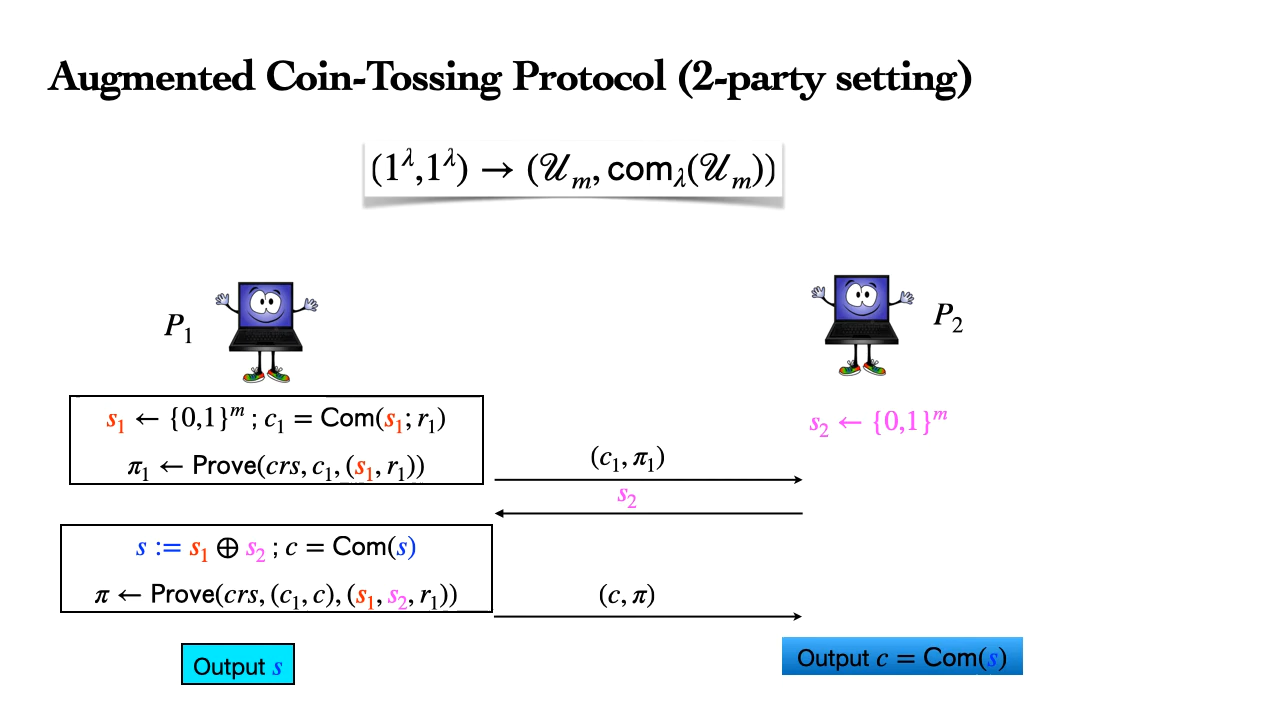 Augmented Coin-Tossing Protocol (2-party setting)
(1^λ,1^λ) → (𝒰_m, com_λ(𝒰_m))
P_1
P_2
s_1 ← {0,1}^m ; c_1 = Com(s_1; r_1)
π_1 ← Prove(crs, c_1, (s_1, r_1))
s_2 ← {0,1}^m
(c_1, π_1)
s_2
s := s_1 ⊕ s_2 ; c = Com(s)
π ← Prove(crs, (c_1, c), (s_1, s_2, r_1))
(c, π)
Output s
Output c = Com(s)